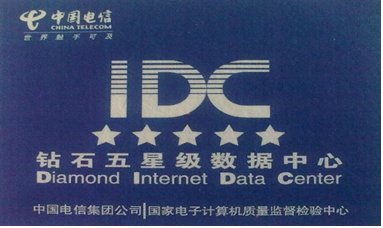 中国电信
CHINA TELECOM
世界触手可及
IDC
钻石五星级数据中心
Diamond Internet Data Center
中国电信集团公司|国家电子计算机质量监督检验中心